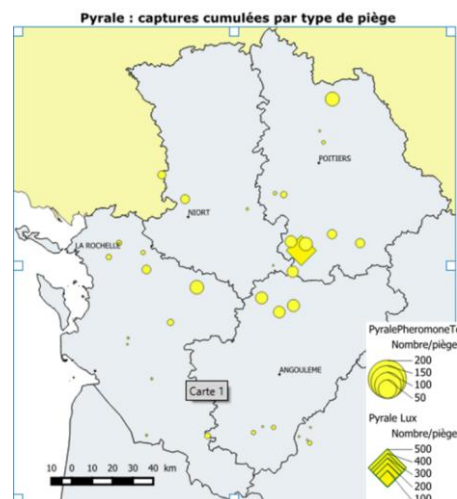 Pyrale : captures cumulées par type de piège
POITIERS
NIORT
LA ROCHELLE
ANGOULEME
Carte 1
PyralePheromoneTo
Nombre/piège
200
150
100
50
Pyrale Lux
Nombre/piège
500
400
300
200
100
10 0 10 20 30 40 km